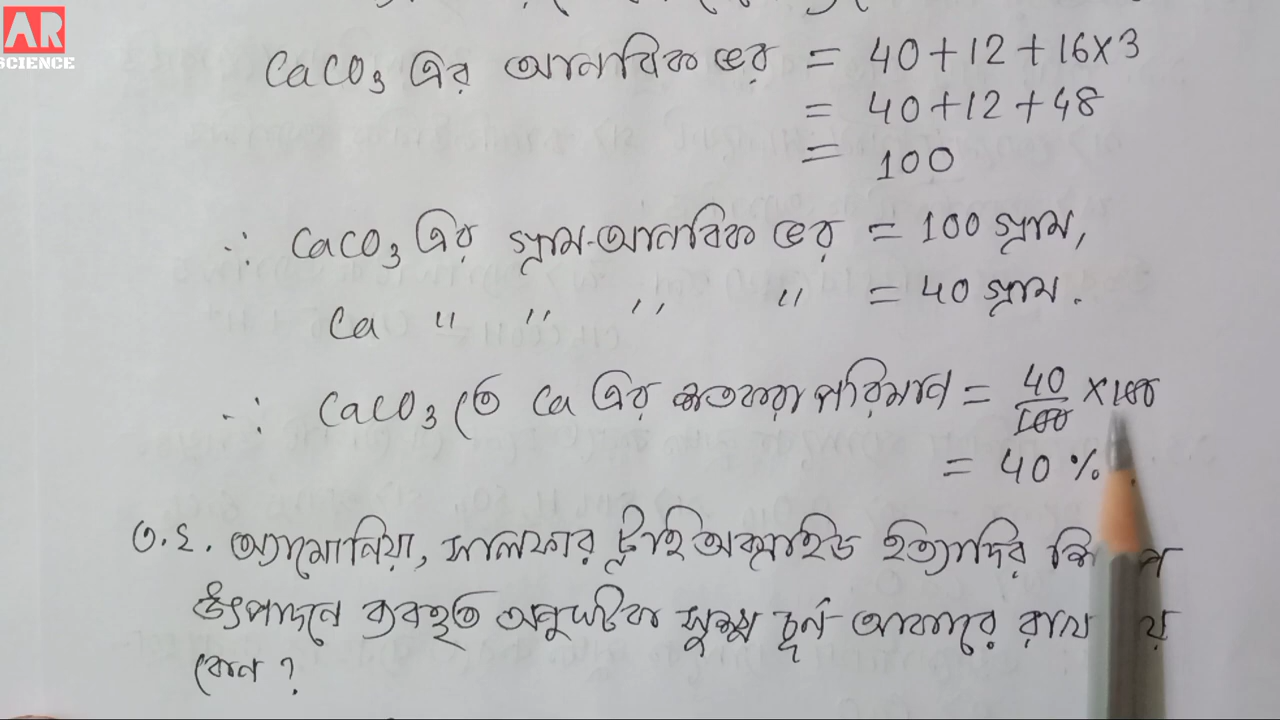 AR
SCIENCE
CaCO₃ এর আনবিক ভর = 40+12+16×3
= 40+12+48
= 100
∴ CaCO₃ এর গ্রাম-আনবিক ভর = 100 গ্রাম,
Ca " " " " = 40 গ্রাম.
∴ CaCO₃ তে Ca এর শতকরা পরিমান = 40/100 ×100
= 40 %
৩.২. অ্যামোনিয়া, সালফার ট্রাইঅক্সাইড ইত্যাদির
উৎপাদনে ব্যবহৃত অনুঘটক সুক্ষ্ম চূর্ন আকারে
কেন ?